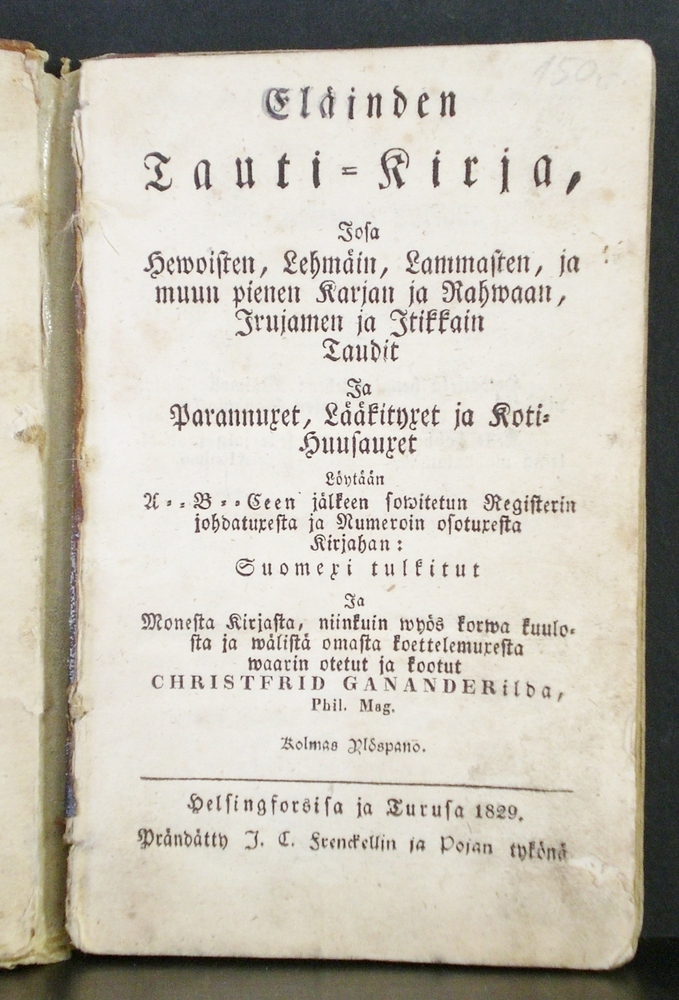 150:-
Eläinden
Tauti-Kirja,
Josa
Hewoisten, Lehmäin, Lammasten, ja
muun pienen Karjan ja Rahwaan,
Irujamen ja Itikkain
Taudit
Ja
Parannuxet, Lääkityxet ja Koti-
Huusauxet
Löytään
A--B--Ceen jälkeen sowitetun Registerin
johdatuxesta ja Numeroin osotuxesta
Kirjahan:
Suomexi tulkitut
Ja
Monesta Kirjasta, niinkuin myös korwa kuulo-
sta ja wälistä omasta koettelemuxesta
waarin otetut ja kootut
CHRISTFRID GANANDERilda,
Phil. Mag.
Kolmas Ylöspano.
Helsingforsisa ja Turusa 1829.
Prändätty J. C. Frenckellin ja Pojan tykönä